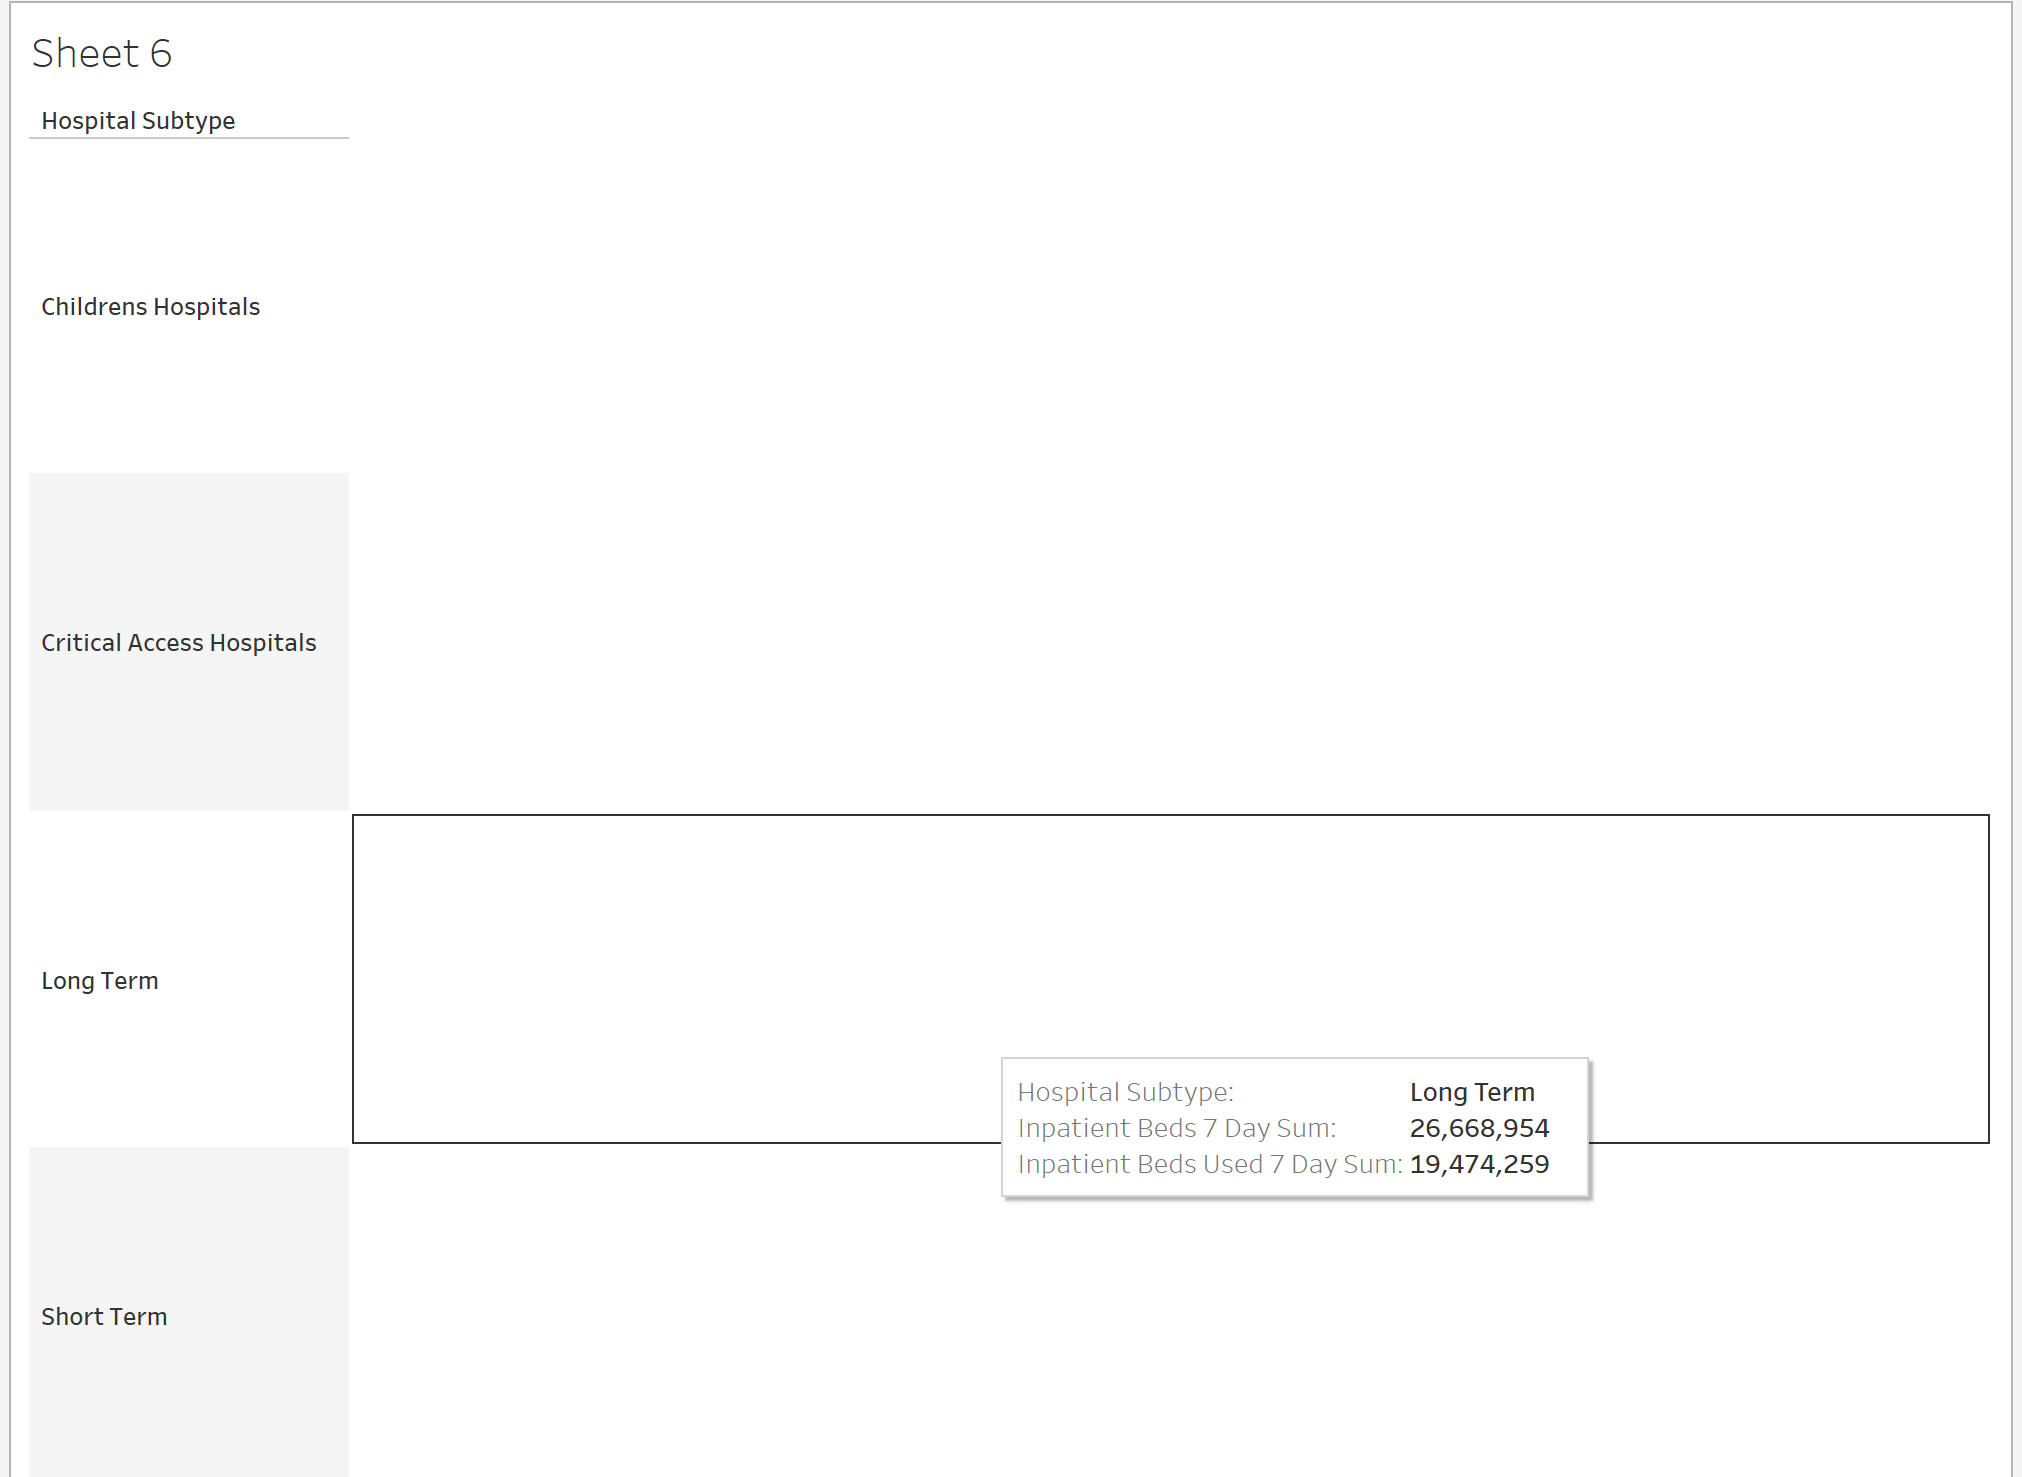 Sheet 6
Hospital Subtype
Childrens Hospitals
Critical Access Hospitals
Long Term
Hospital Subtype: Long Term
Inpatient Beds 7 Day Sum: 26,668,954
Inpatient Beds Used 7 Day Sum: 19,474,259
Short Term